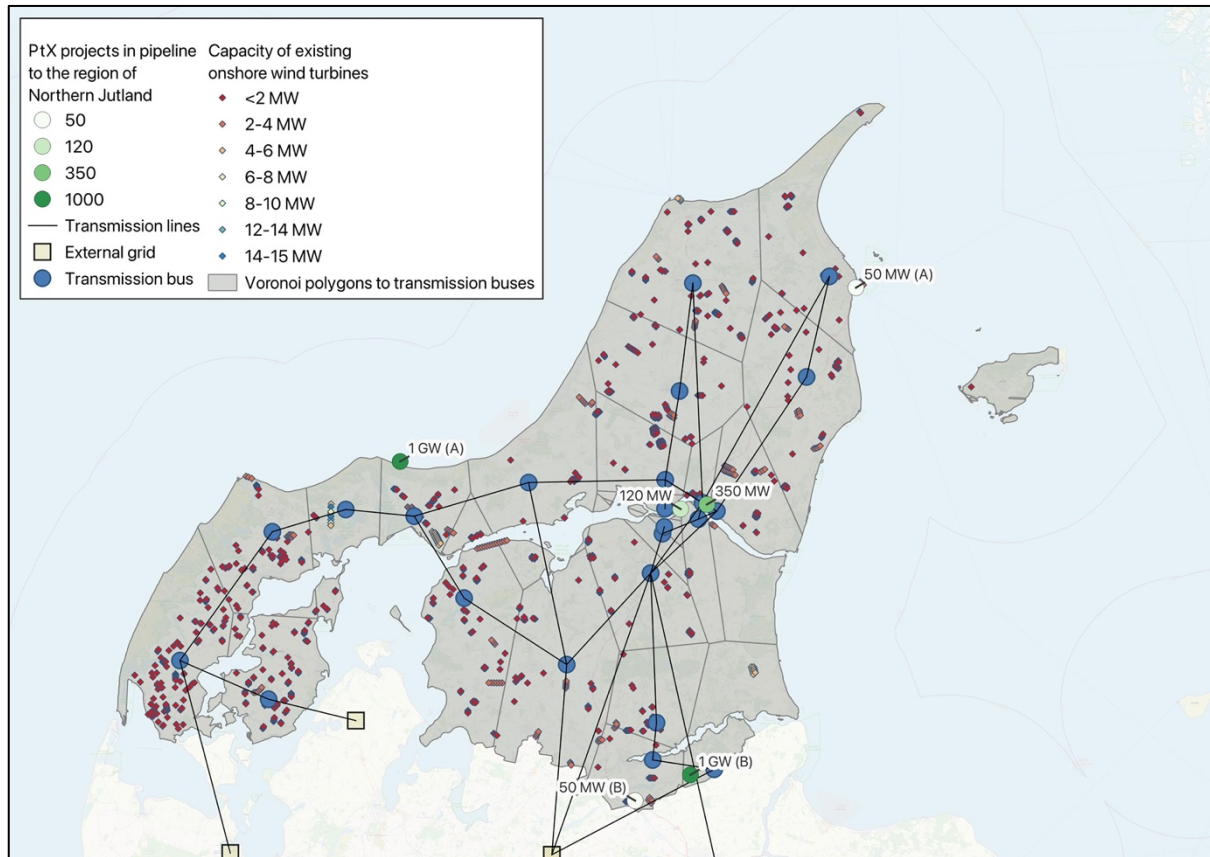 PtX projects in pipeline
to the region of
Northern Jutland
50
120
350
1000
Transmission lines
External grid
Transmission bus
Capacity of existing
onshore wind turbines
<2 MW
2-4 MW
4-6 MW
6-8 MW
8-10 MW
12-14 MW
14-15 MW
Voronoi polygons to transmission buses
50 MW (A)
1 GW (A)
120 MW
350 MW
1 GW (B)
50 MW (B)